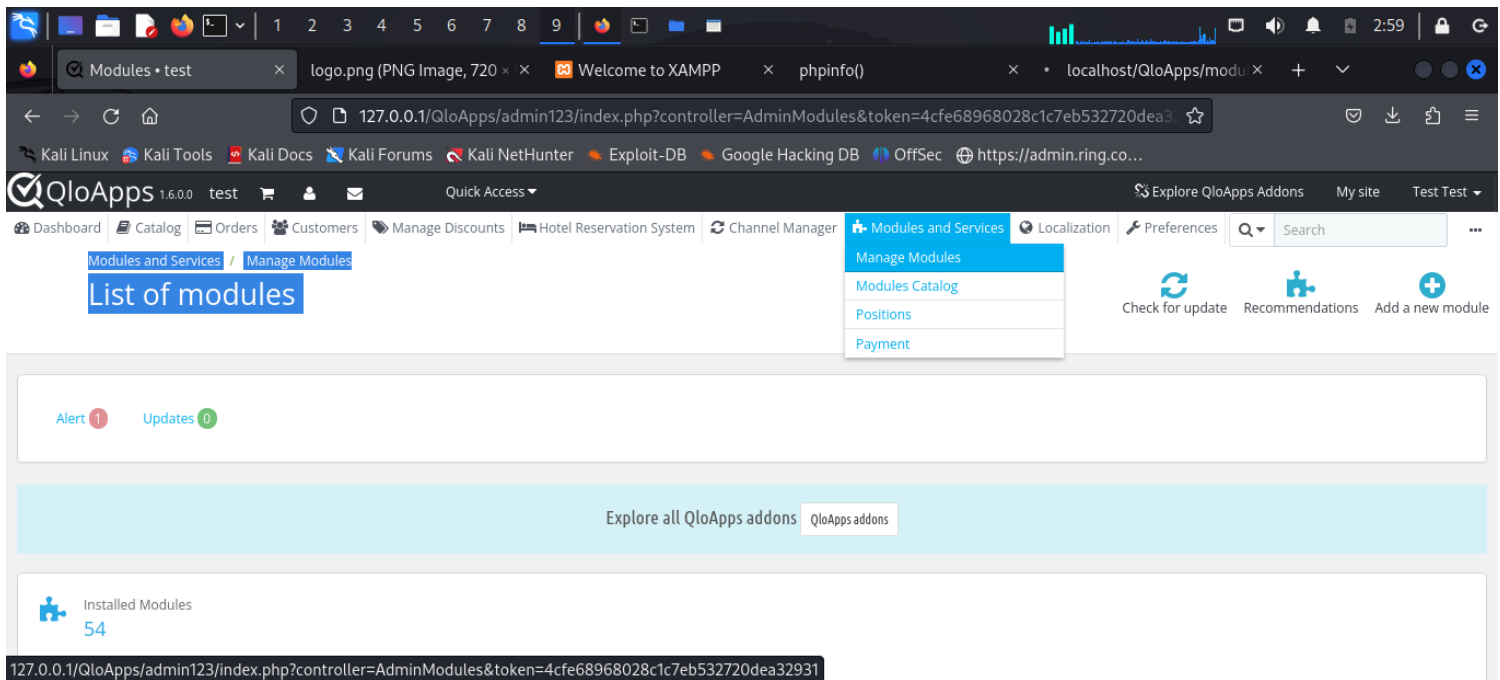 1 2 3 4 5 6 7 8 9 2:59
Modules • test × logo.png (PNG Image, 720 × × Welcome to XAMPP × phpinfo() × • localhost/QloApps/modul × +
127.0.0.1/QloApps/admin123/index.php?controller=AdminModules&token=4cfe68968028c1c7eb532720dea3
Kali Linux Kali Tools Kali Docs Kali Forums Kali NetHunter Exploit-DB Google Hacking DB OffSec https://admin.ring.co...
QloApps 1.6.0.0 test Quick Access Explore QloApps Addons My site Test Test
Dashboard Catalog Orders Customers Manage Discounts Hotel Reservation System Channel Manager Modules and Services Localization Preferences Search ...
Modules and Services / Manage Modules
List of modules
Manage Modules
Modules Catalog
Positions
Payment
Check for update Recommendations Add a new module
Alert 1 Updates 0
Explore all QloApps addons QloApps addons
Installed Modules
54
127.0.0.1/QloApps/admin123/index.php?controller=AdminModules&token=4cfe68968028c1c7eb532720dea32931